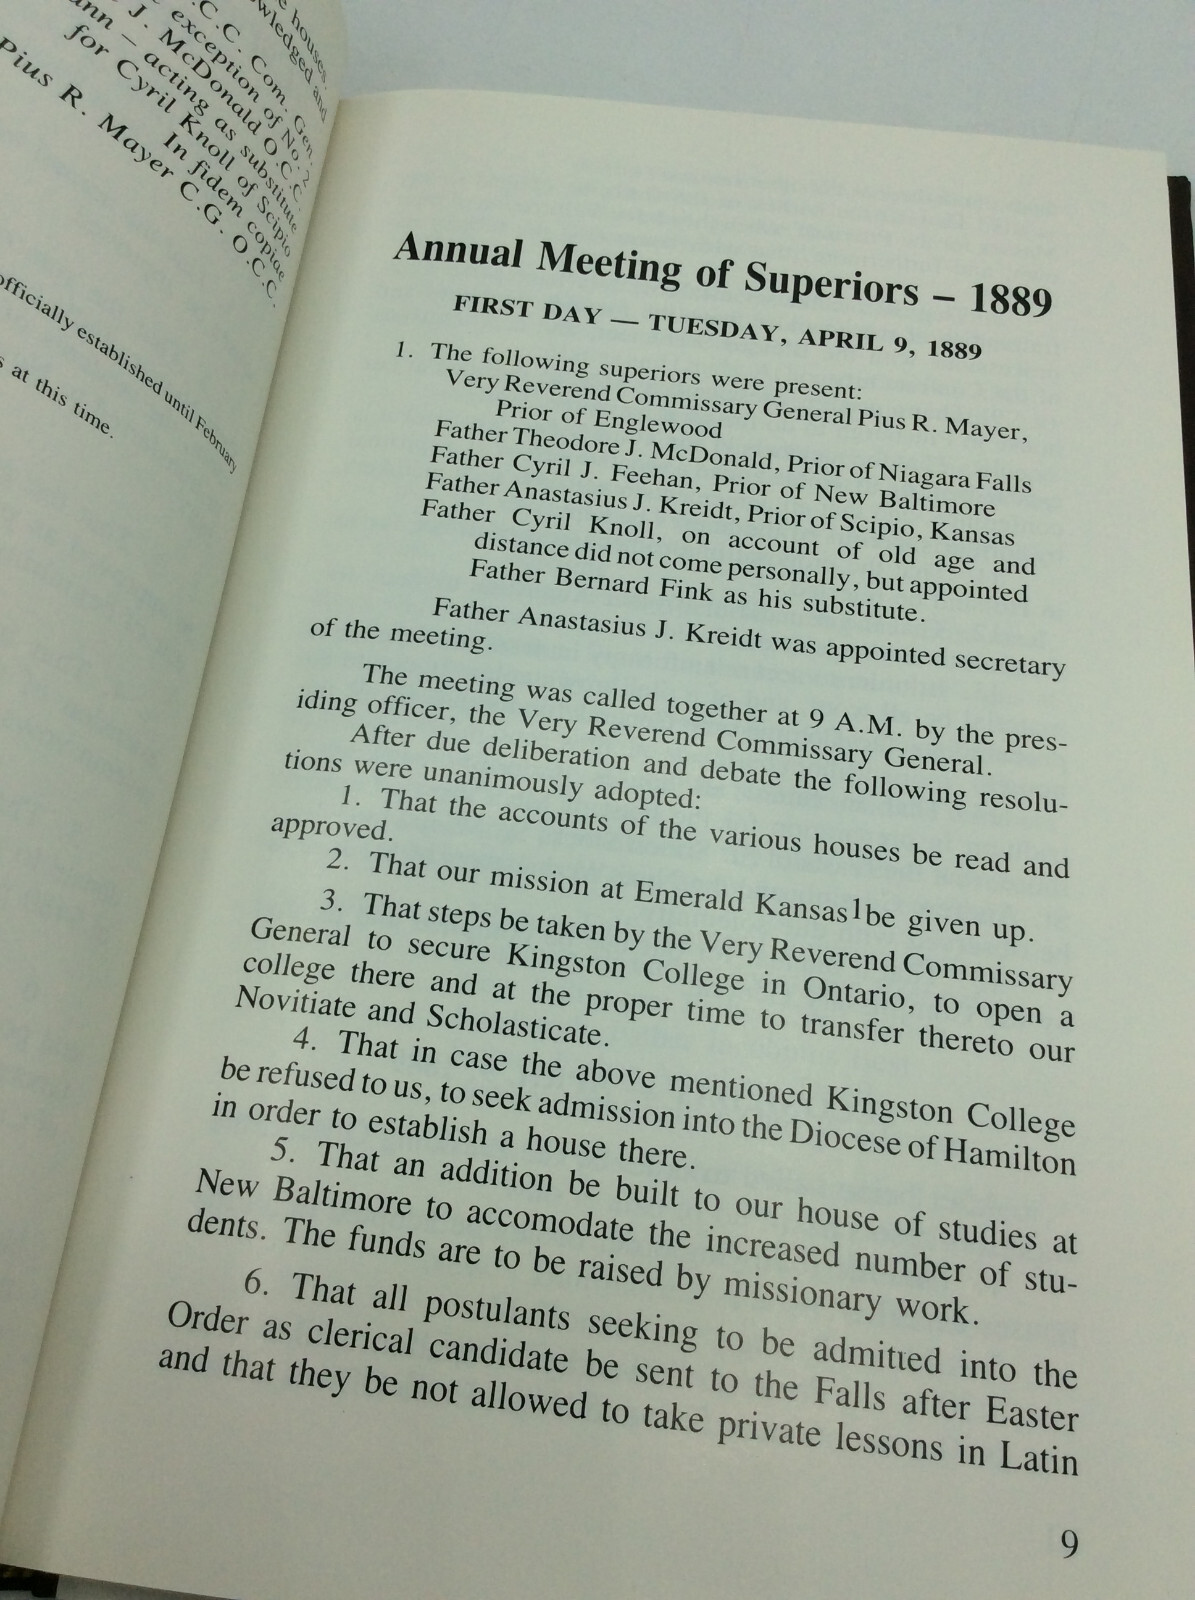 e houses.
owledged and
.C.C. Com. Gen.
exception of No. 2
J. McDonald O.C.C.
ann – acting as substitute
for Cyril Knoll of Scipio
In fidem copiae
Pius R. Mayer C.G. O.C.C.
officially established until February
s at this time.
Annual Meeting of Superiors – 1889
FIRST DAY — TUESDAY, APRIL 9, 1889
1. The following superiors were present:
Very Reverend Commissary General Pius R. Mayer,
Prior of Englewood
Father Theodore J. McDonald, Prior of Niagara Falls
Father Cyril J. Feehan, Prior of New Baltimore
Father Anastasius J. Kreidt, Prior of Scipio, Kansas
Father Cyril Knoll, on account of old age and
distance did not come personally, but appointed
Father Bernard Fink as his substitute.
Father Anastasius J. Kreidt was appointed secretary
of the meeting.
The meeting was called together at 9 A.M. by the pres-
iding officer, the Very Reverend Commissary General.
After due deliberation and debate the following resolu-
tions were unanimously adopted:
1. That the accounts of the various houses be read and
approved.
2. That our mission at Emerald Kansas1be given up.
3. That steps be taken by the Very Reverend Commissary
General to secure Kingston College in Ontario, to open a
college there and at the proper time to transfer thereto our
Novitiate and Scholasticate.
4. That in case the above mentioned Kingston College
be refused to us, to seek admission into the Diocese of Hamilton
in order to establish a house there.
5. That an addition be built to our house of studies at
New Baltimore to accomodate the increased number of stu-
dents. The funds are to be raised by missionary work.
6. That all postulants seeking to be admitted into the
Order as clerical candidate be sent to the Falls after Easter
and that they be not allowed to take private lessons in Latin
9